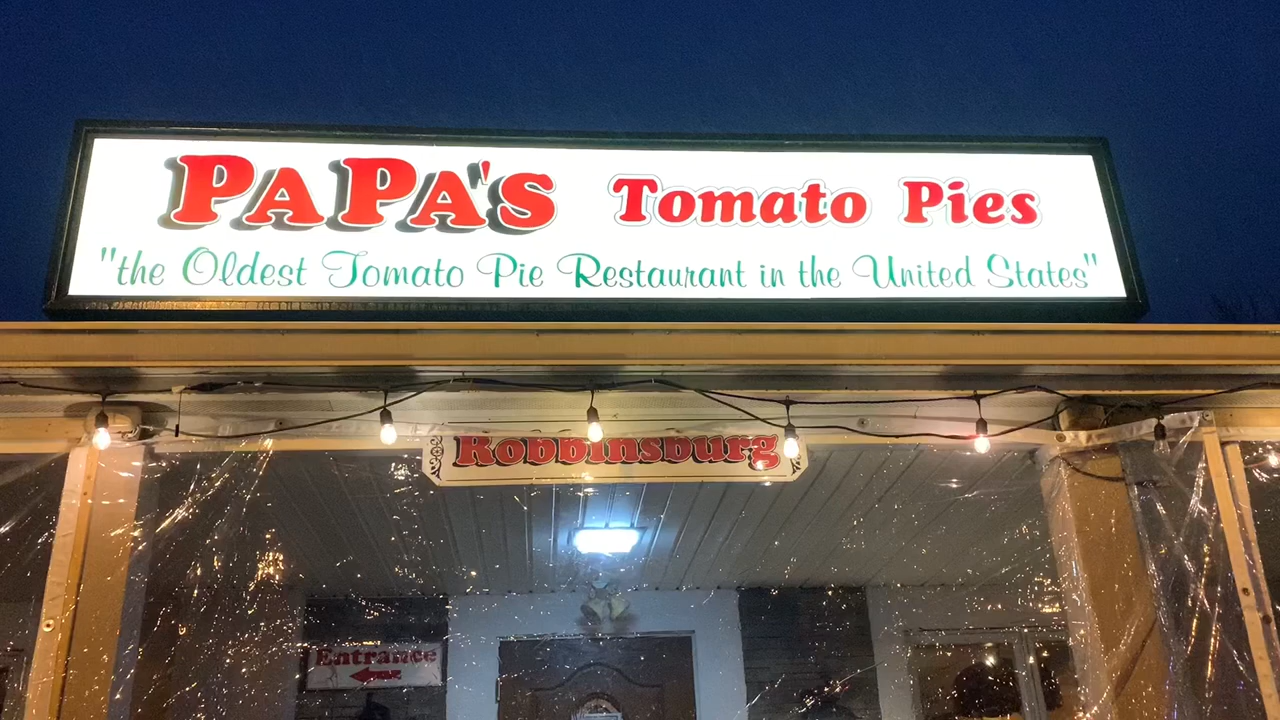 PAPA'S Tomato Pies
"the Oldest Tomato Pie Restaurant in the United States"
Robbinsburg
Entrance